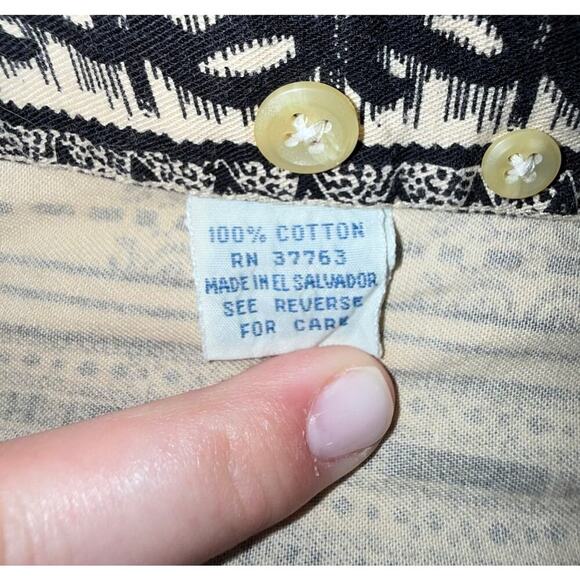 100% COTTON
RN 37763
MADE IN EL SALVADOR
SEE REVERSE
FOR CARE